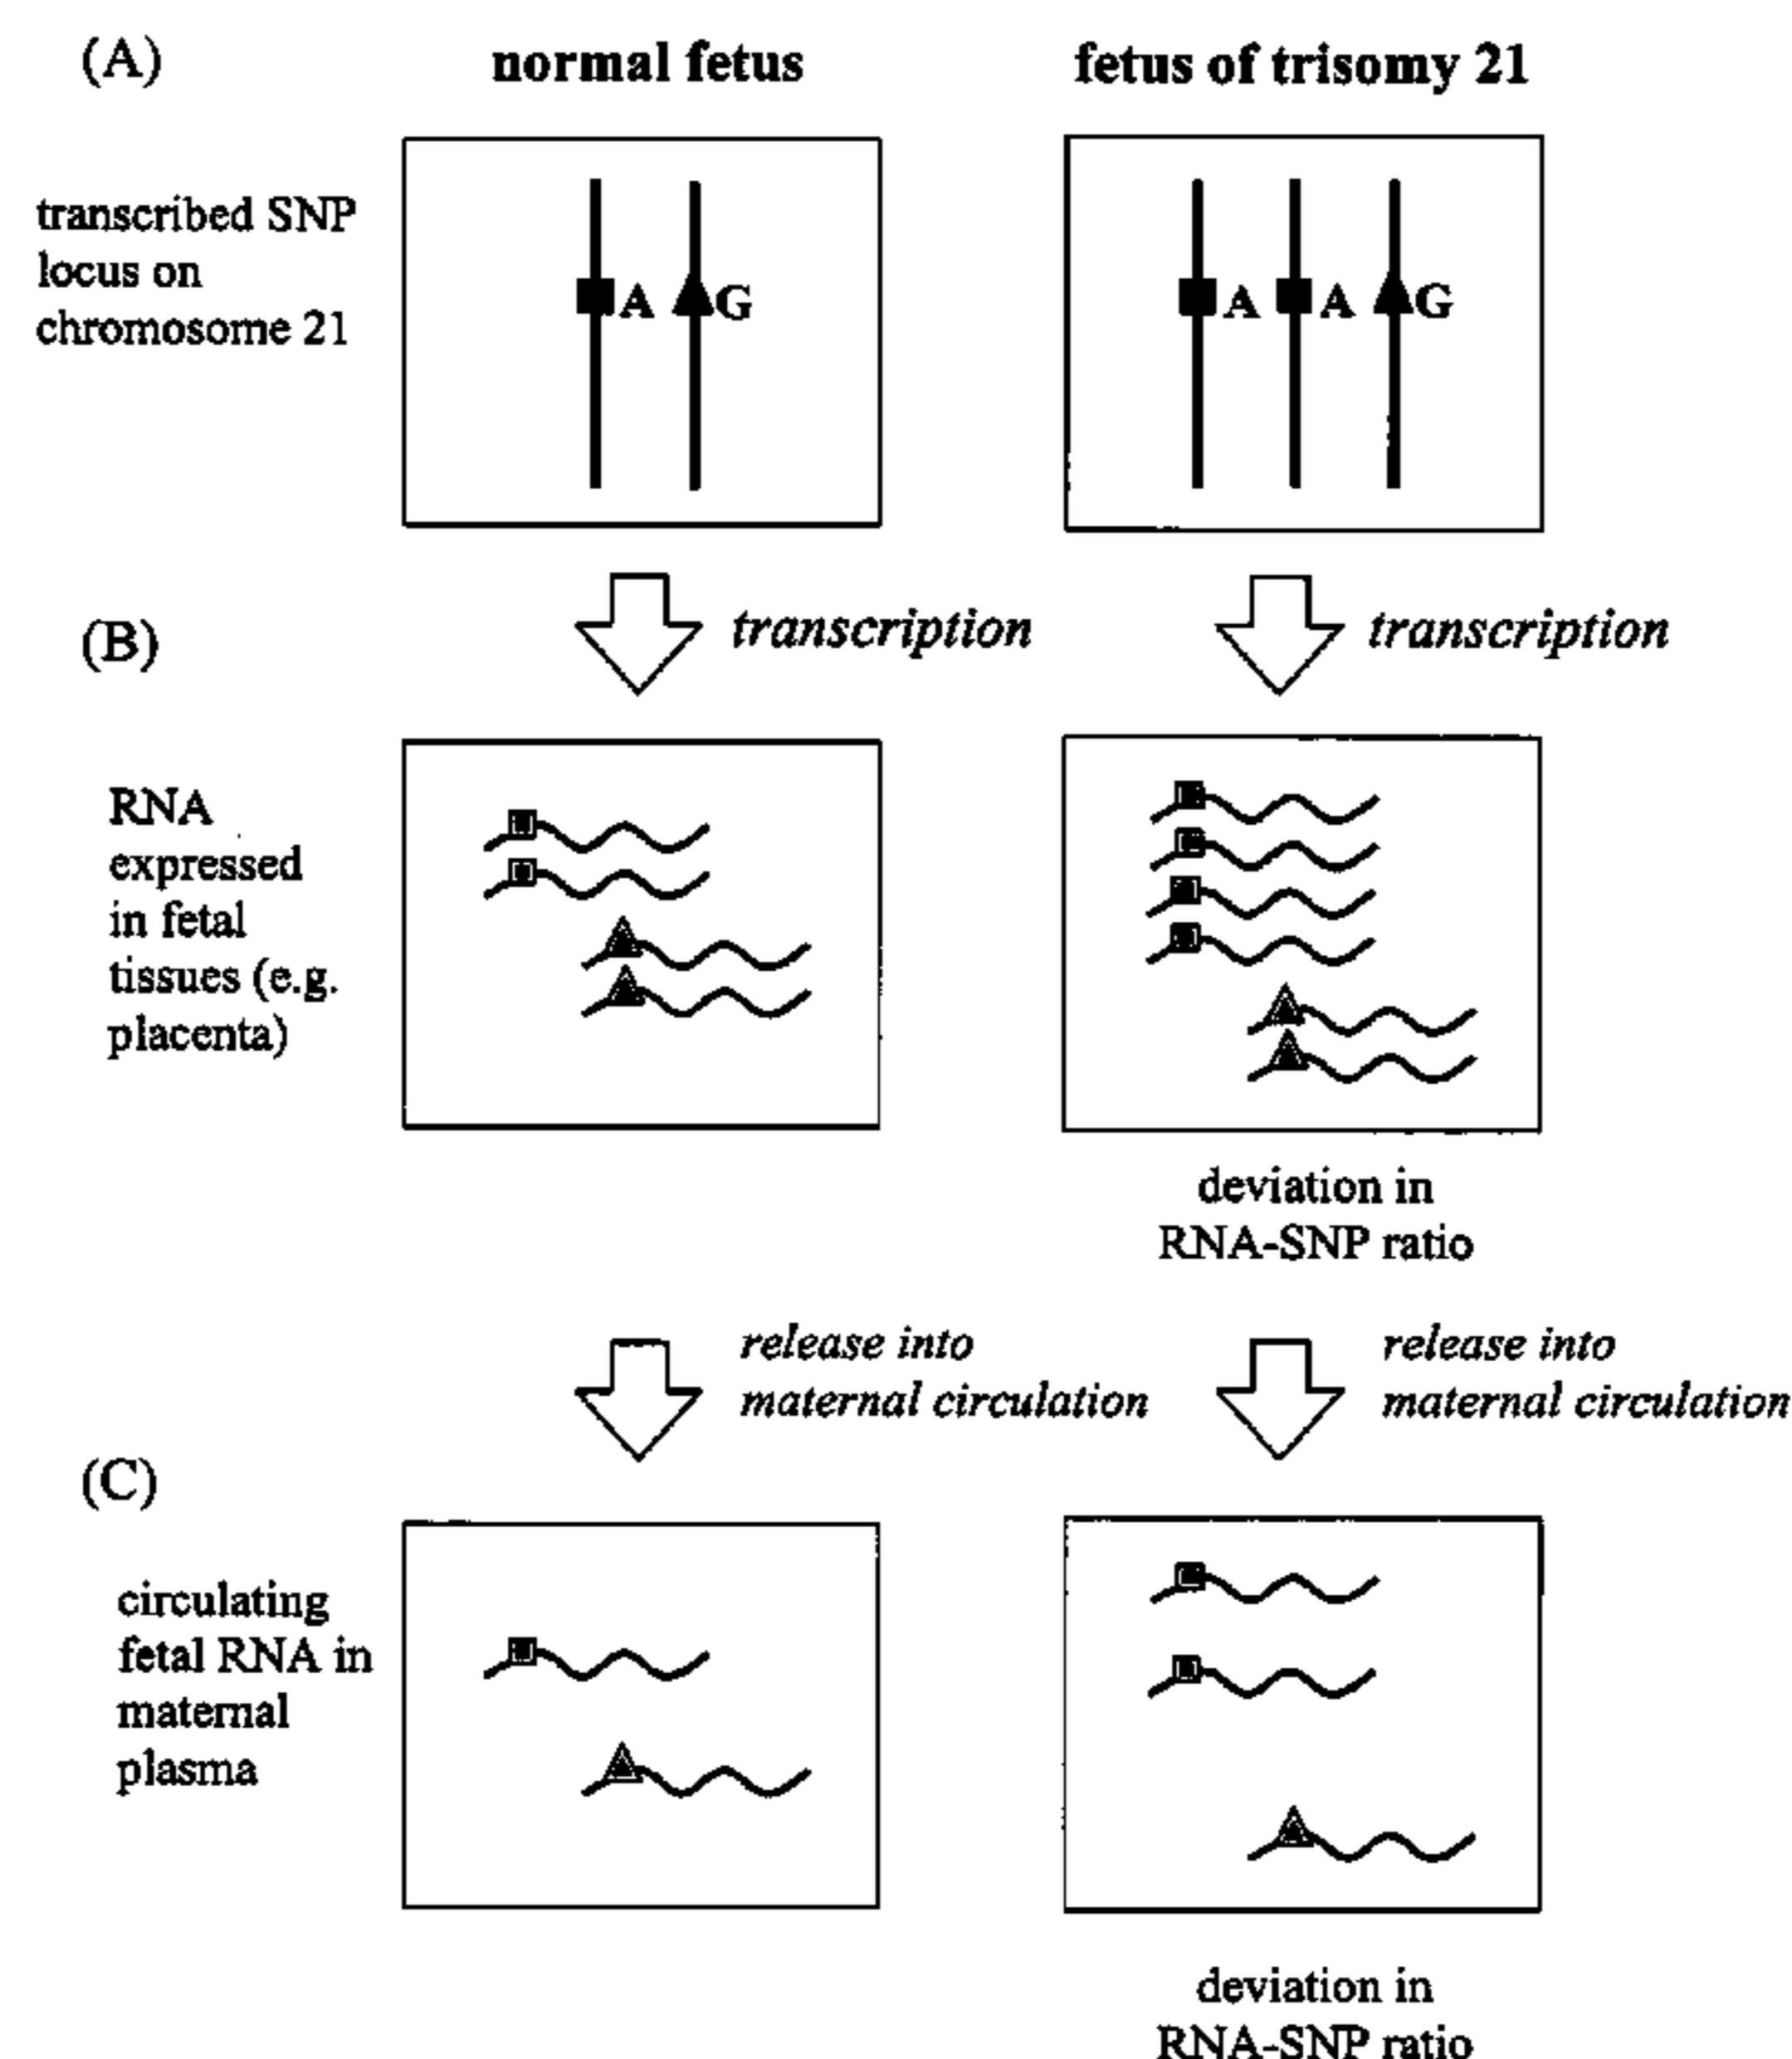 (A)
normal fetus
fetus of trisomy 21
transcribed SNP
locus on
chromosome 21
A
G
A
A
G
(B)
transcription
transcription
RNA
expressed
in fetal
tissues (e.g.
placenta)
deviation in
RNA-SNP ratio
release into
maternal circulation
release into
maternal circulation
(C)
circulating
fetal RNA in
maternal
plasma
deviation in
RNA-SNP ratio